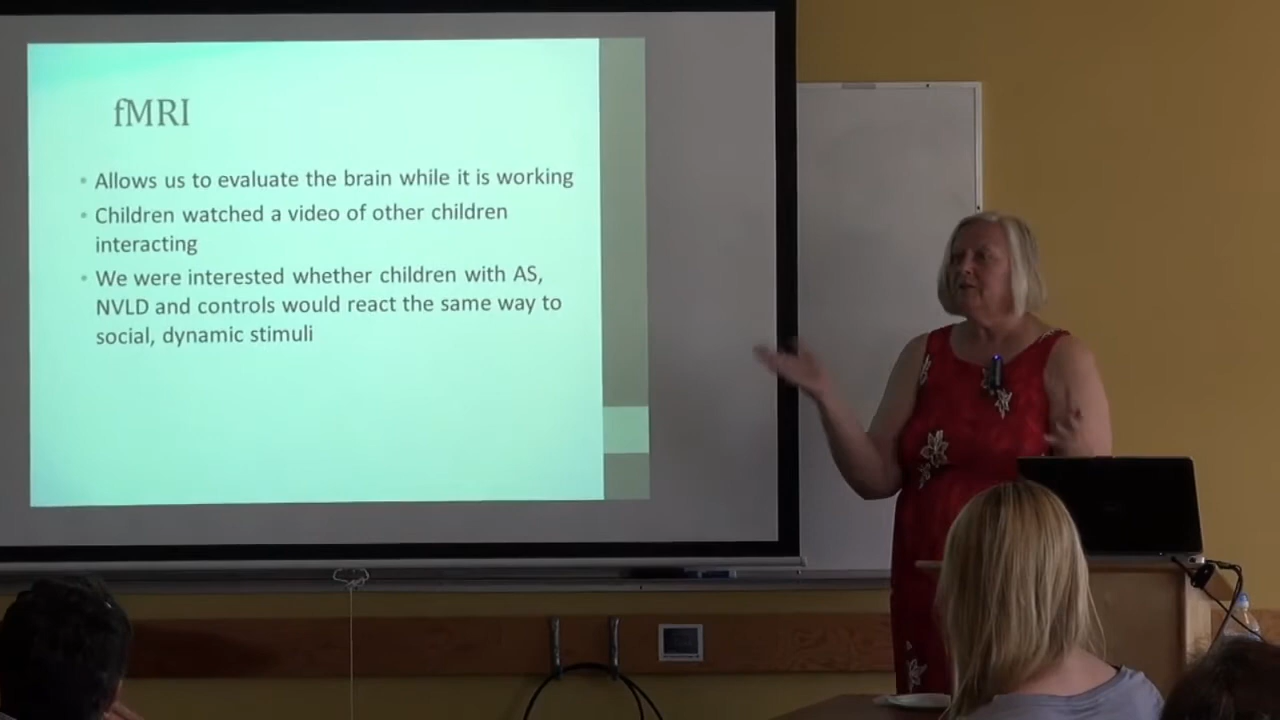 fMRI
• Allows us to evaluate the brain while it is working
• Children watched a video of other children
interacting
• We were interested whether children with AS,
NVLD and controls would react the same way to
social, dynamic stimuli